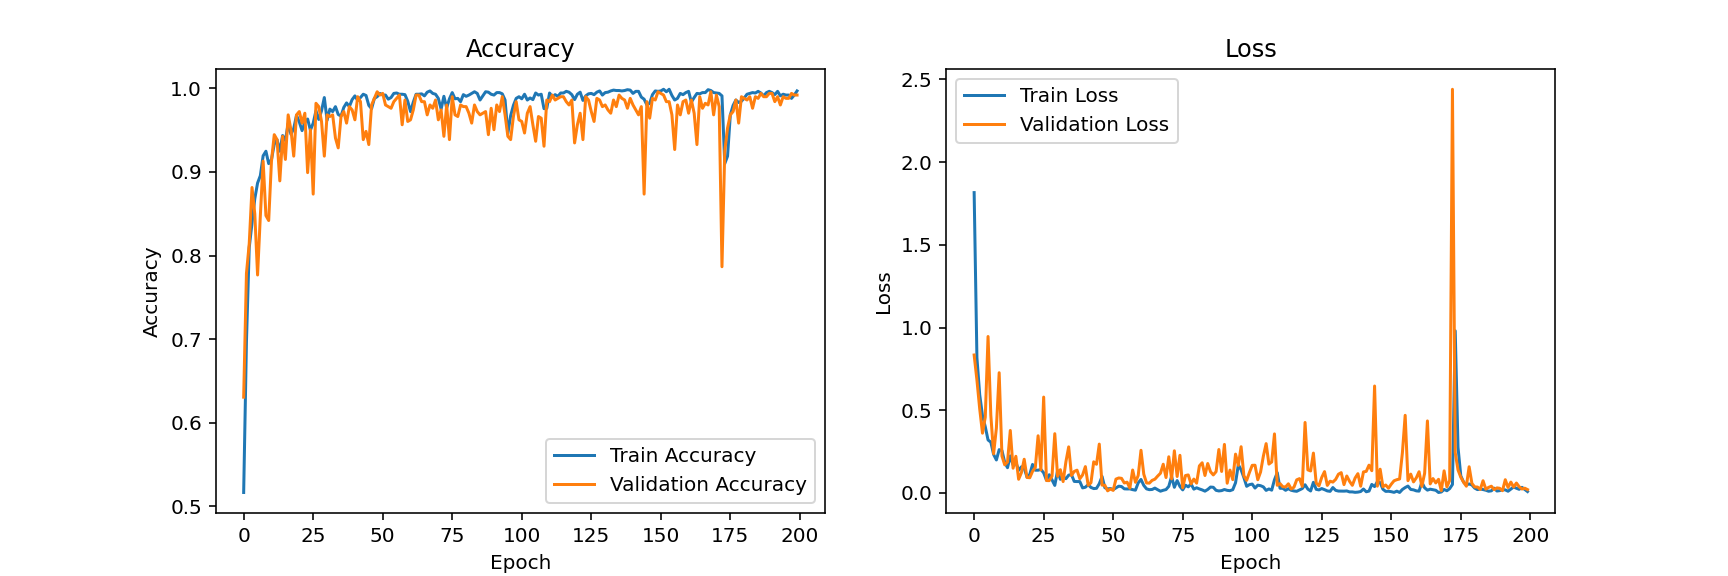 Accuracy
1.0
0.9
0.8
0.7
0.6
0.5
Accuracy
Train Accuracy
Validation Accuracy
0 25 50 75 100 125 150 175 200
Epoch
Loss
2.5
2.0
1.5
1.0
0.5
0.0
Loss
Train Loss
Validation Loss
0 25 50 75 100 125 150 175 200
Epoch